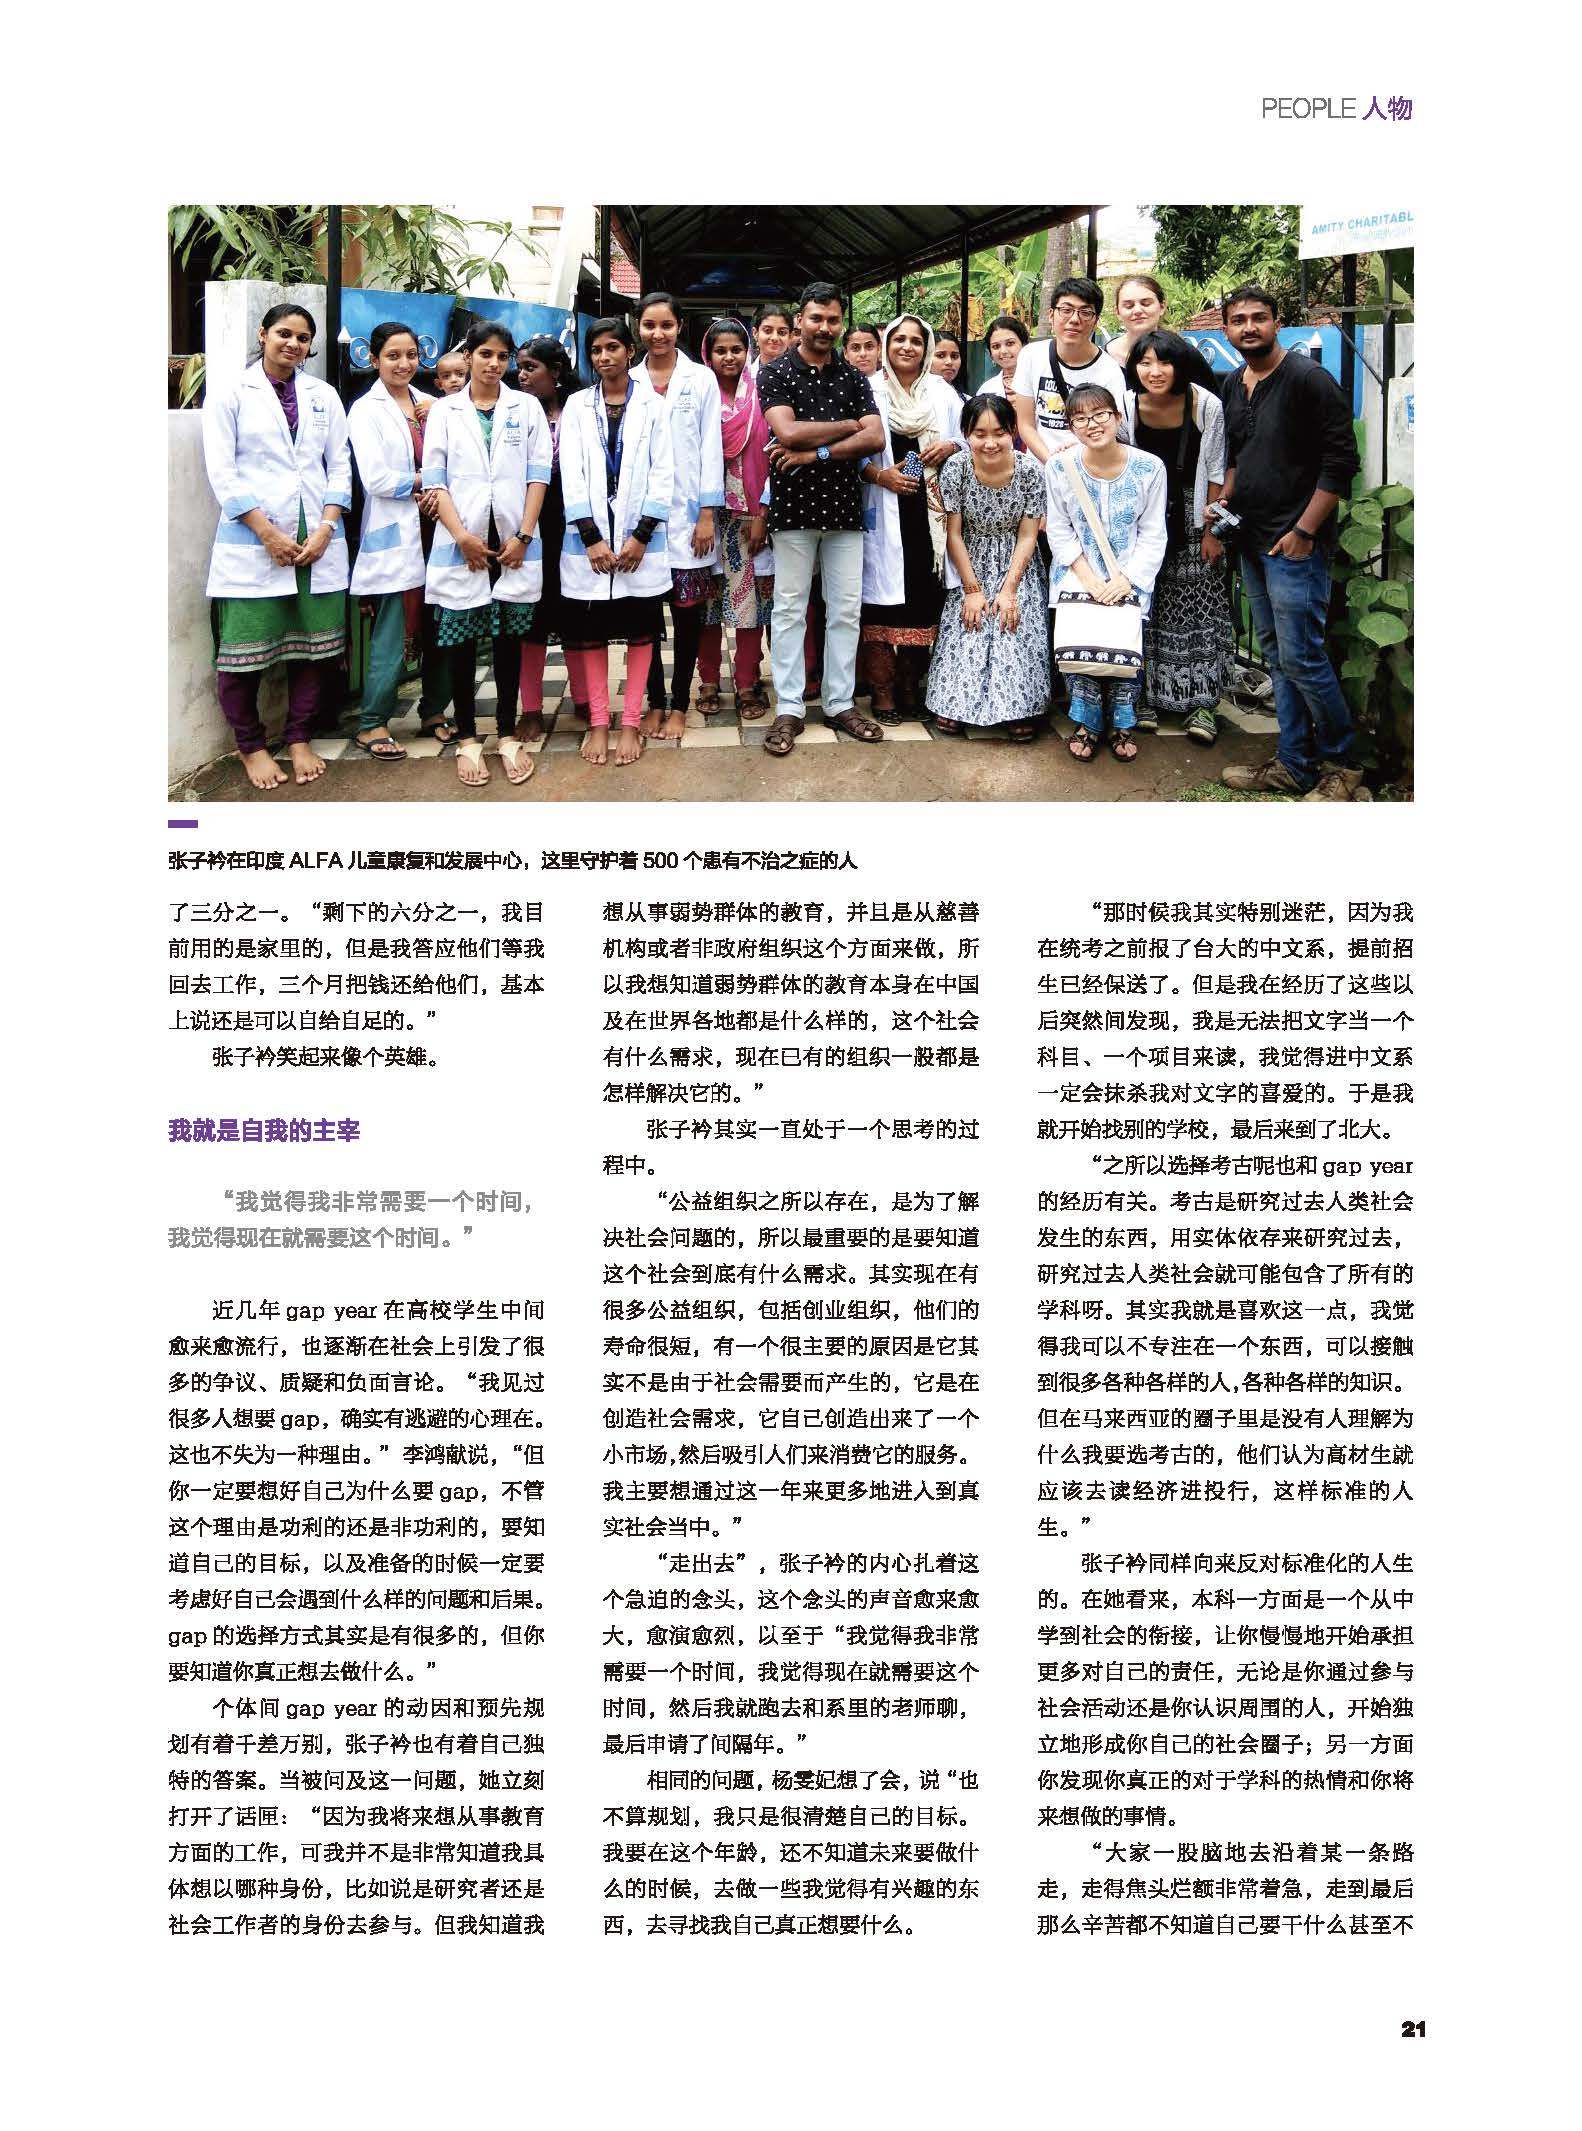 PEOPLE 人物
AMITY CHARITABL
张子衿在印度 ALFA 儿童康复和发展中心，这里守护着 500 个患有不治之症的人
了三分之一。“剩下的六分之一，我目
前用的是家里的，但是我答应他们等我
回去工作，三个月把钱还给他们，基本
上说还是可以自给自足的。”
张子衿笑起来像个英雄。
我就是自我的主宰
“我觉得我非常需要一个时间，
我觉得现在就需要这个时间。”
近几年 gap year 在高校学生中间
愈来愈流行，也逐渐在社会上引发了很
多的争议、质疑和负面言论。“我见过
很多人想要 gap，确实有逃避的心理在。
这也不失为一种理由。” 李鸿献说，“但
你一定要想好自己为什么要 gap，不管
这个理由是功利的还是非功利的，要知
道自己的目标，以及准备的时候一定要
考虑好自己会遇到什么样的问题和后果。
gap 的选择方式其实是有很多的，但你
要知道你真正想去做什么。”
个体间 gap year 的动因和预先规
划有着千差万别，张子衿也有着自己独
特的答案。当被问及这一问题，她立刻
打开了话匣：“因为我将来想从事教育
方面的工作，可我并不是非常知道我具
体想以哪种身份，比如说是研究者还是
社会工作者的身份去参与。但我知道我
想从事弱势群体的教育，并且是从慈善
机构或者非政府组织这个方面来做，所
以我想知道弱势群体的教育本身在中国
及在世界各地都是什么样的，这个社会
有什么需求，现在已有的组织一般都是
怎样解决它的。”
张子衿其实一直处于一个思考的过
程中。
“公益组织之所以存在，是为了解
决社会问题的，所以最重要的是要知道
这个社会到底有什么需求。其实现在有
很多公益组织，包括创业组织，他们的
寿命很短，有一个很主要的原因是它其
实不是由于社会需要而产生的，它是在
创造社会需求，它自己创造出来了一个
小市场，然后吸引人们来消费它的服务。
我主要想通过这一年来更多地进入到真
实社会当中。”
“走出去”，张子衿的内心扎着这
个急迫的念头，这个念头的声音愈来愈
大，愈演愈烈，以至于“我觉得我非常
需要一个时间，我觉得现在就需要这个
时间，然后我就跑去和系里的老师聊，
最后申请了间隔年。”
相同的问题，杨雯妃想了会，说“也
不算规划，我只是很清楚自己的目标。
我要在这个年龄，还不知道未来要做什
么的时候，去做一些我觉得有兴趣的东
西，去寻找我自己真正想要什么。
“那时候我其实特别迷茫，因为我
在统考之前报了台大的中文系，提前招
生已经保送了。但是我在经历了这些以
后突然间发现，我是无法把文字当一个
科目、一个项目来读，我觉得进中文系
一定会抹杀我对文字的喜爱的。于是我
就开始找别的学校，最后来到了北大。
“之所以选择考古呢也和 gap year
的经历有关。考古是研究过去人类社会
发生的东西，用实体依存来研究过去，
研究过去人类社会就可能包含了所有的
学科呀。其实我就是喜欢这一点，我觉
得我可以不专注在一个东西，可以接触
到很多各种各样的人，各种各样的知识。
但在马来西亚的圈子里是没有人理解为
什么我要选考古的，他们认为高材生就
应该去读经济进投行，这样标准的人
生。”
张子衿同样向来反对标准化的人生
的。在她看来，本科一方面是一个从中
学到社会的衔接，让你慢慢地开始承担
更多对自己的责任，无论是你通过参与
社会活动还是你认识周围的人，开始独
立地形成你自己的社会圈子；另一方面
你发现你真正的对于学科的热情和你将
来想做的事情。
“大家一股脑地去沿着某一条路
走，走得焦头烂额非常着急，走到最后
那么辛苦都不知道自己要干什么甚至不
21